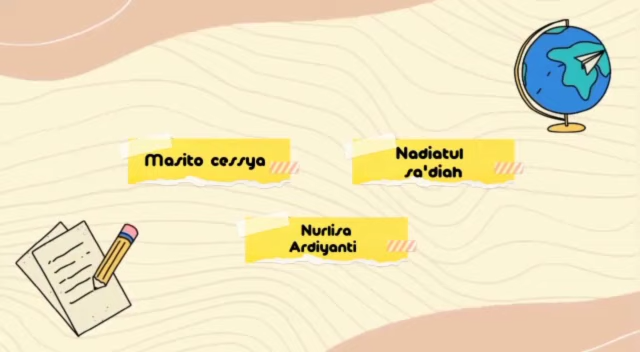 Masito cessya
Nadiatul
sa'diah
Nurlisa
Ardiyanti